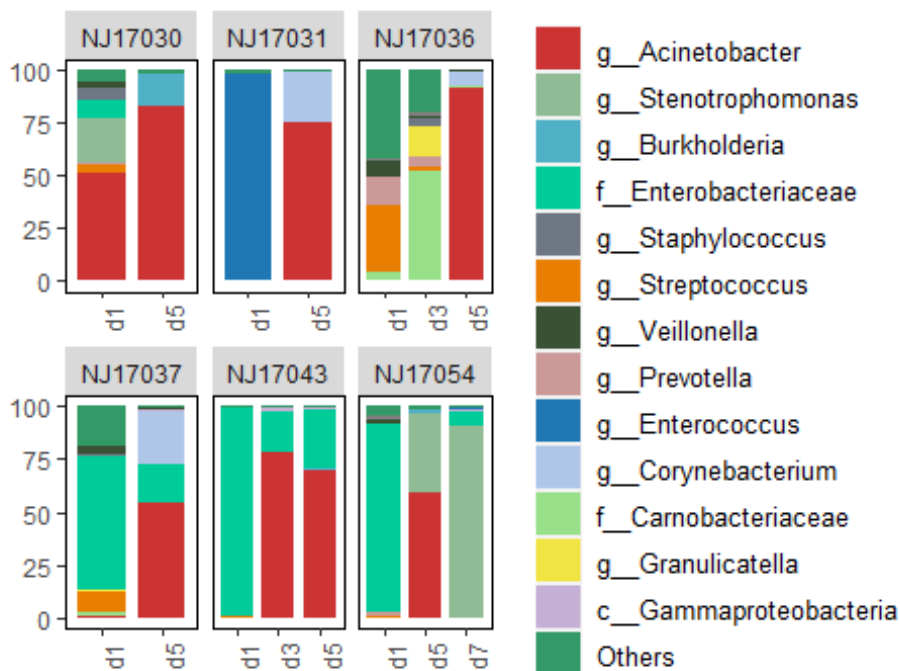 NJ17030 NJ17031 NJ17036
100
75
50
25
0
d1 d5 d1 d5 d1 d3 d5
NJ17037 NJ17043 NJ17054
100
75
50
25
0
d1 d5 d1 d3 d5 d1 d5 d7
g__Acinetobacter
g__Stenotrophomonas
g__Burkholderia
f__Enterobacteriaceae
g__Staphylococcus
g__Streptococcus
g__Veillonella
g__Prevotella
g__Enterococcus
g__Corynebacterium
f__Carnobacteriaceae
g__Granulicatella
c__Gammaproteobacteria
Others